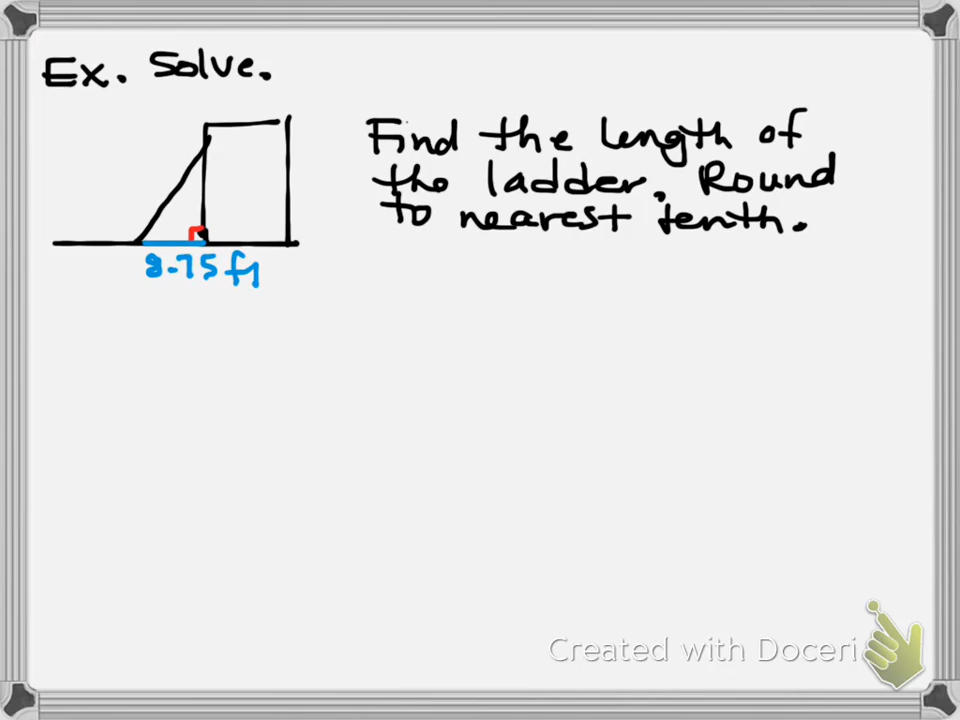 Ex. Solve.
Find the length of
the ladder. Round
to nearest tenth.
8.75 ft
Created with Doceri